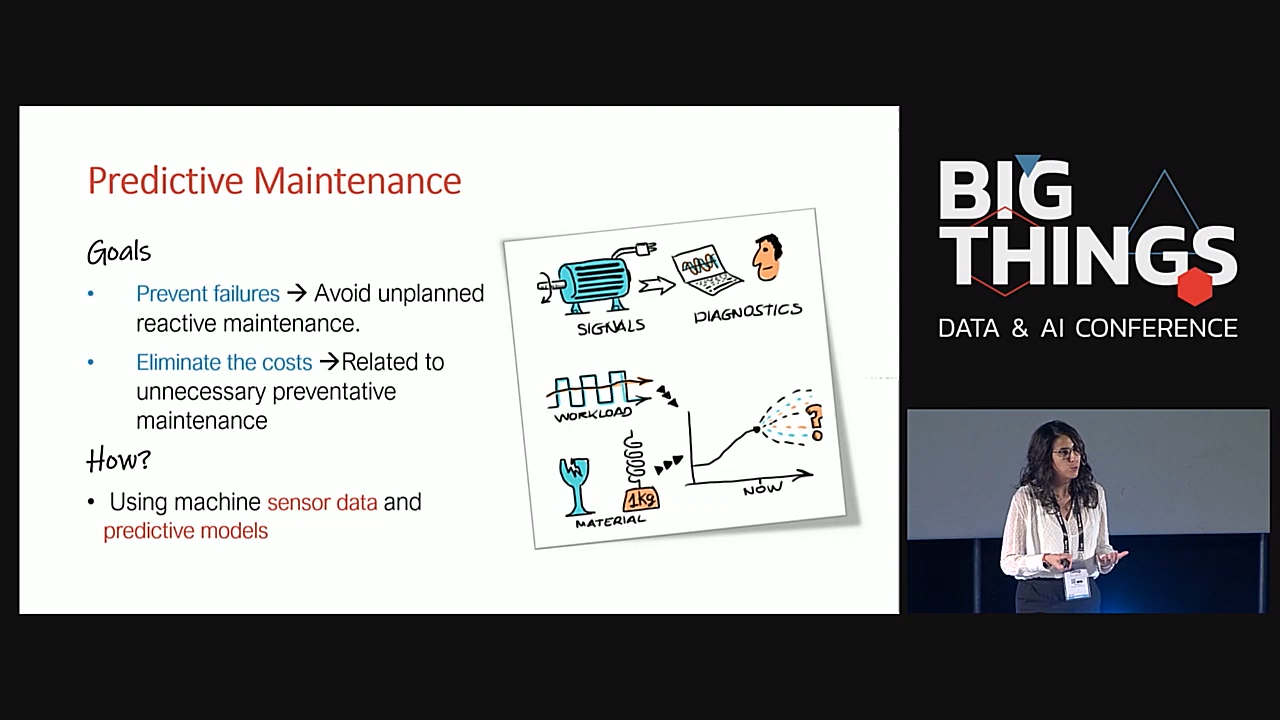 Predictive Maintenance
Goals
• Prevent failures → Avoid unplanned
reactive maintenance.
• Eliminate the costs →Related to
unnecessary preventative
maintenance
How?
• Using machine sensor data and
predictive models
SIGNALS
DIAGNOSTICS
WORKLOAD
?
1Kg
MATERIAL
NOW
BIG
THINGS
DATA & AI CONFERENCE